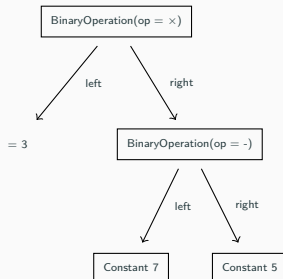 BinaryOperation(op = ×)
left
right
= 3
BinaryOperation(op = -)
left
right
Constant 7
Constant 5